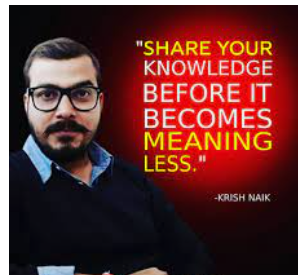 "SHARE YOUR
KNOWLEDGE
BEFORE IT
BECOMES
MEANING
LESS."
-KRISH NAIK